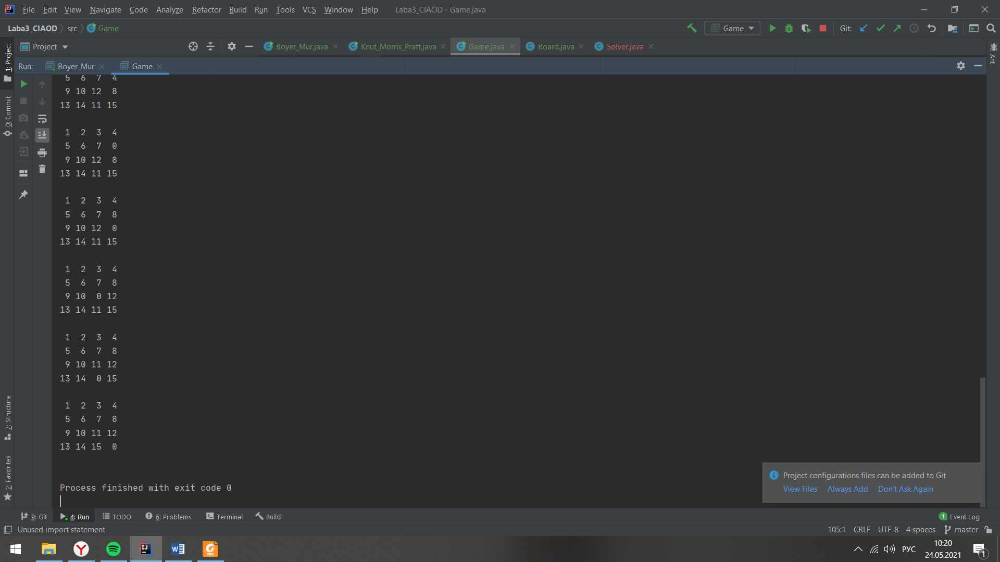 File Edit View Navigate Code Analyze Refactor Build Run Tools VCS Window Help Laba3_CIAOD - Game.java
Laba3_CIAOD src Game Game Git:
Project Boyer_Mur.java Knut_Morris_Pratt.java Game.java Board.java Solver.java
Run: Boyer_Mur Game
1: Project
0: Commit
7: Structure
2: Favorites
Ant
5 6 7 4
9 10 12 8
13 14 11 15
1 2 3 4
5 6 7 0
9 10 12 8
13 14 11 15
1 2 3 4
5 6 7 8
9 10 12 0
13 14 11 15
1 2 3 4
5 6 7 8
9 10 0 12
13 14 11 15
1 2 3 4
5 6 7 8
9 10 11 12
13 14 0 15
1 2 3 4
5 6 7 8
9 10 11 12
13 14 15 0
Process finished with exit code 0
Project configurations files can be added to Git
View Files Always Add Don't Ask Again
9: Git 4: Run TODO 6: Problems Terminal Build 1 Event Log
Unused import statement 105:1 CRLF UTF-8 4 spaces master
РУС 10:20
24.05.2021
1